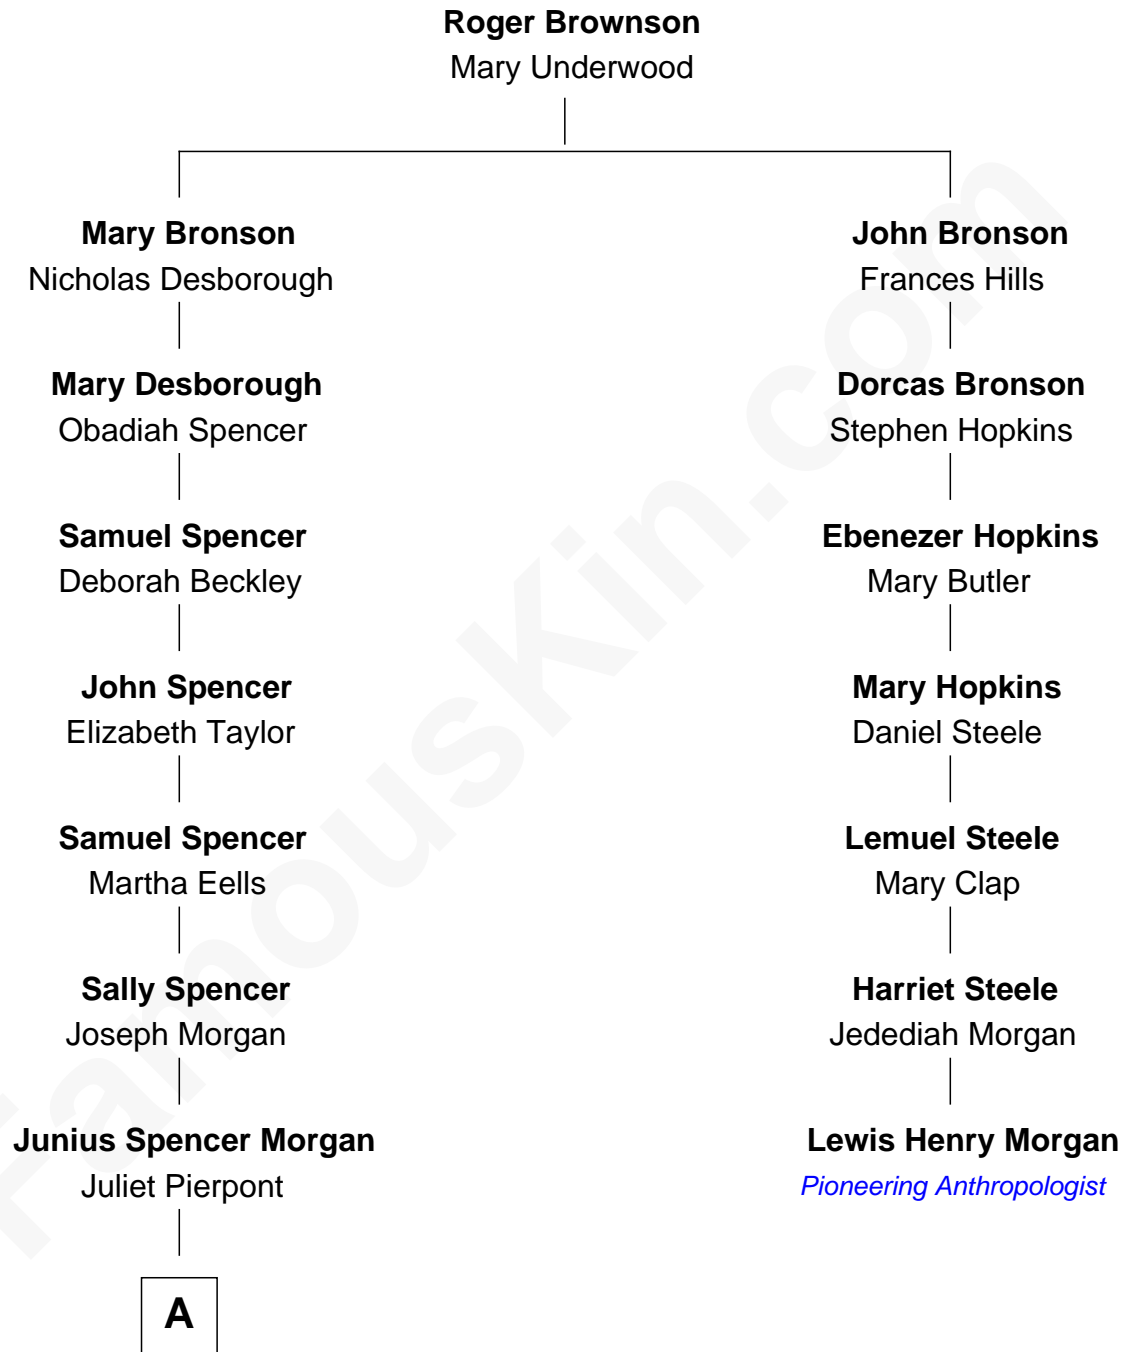 Roger Brownson
Mary Underwood
Mary Bronson
Nicholas Desborough
John Bronson
Frances Hills
Mary Desborough
Obadiah Spencer
Dorcas Bronson
Stephen Hopkins
Samuel Spencer
Deborah Beckley
Ebenezer Hopkins
Mary Butler
John Spencer
Elizabeth Taylor
Mary Hopkins
Daniel Steele
Samuel Spencer
Martha Eells
Lemuel Steele
Mary Clap
Sally Spencer
Joseph Morgan
Harriet Steele
Jedediah Morgan
Junius Spencer Morgan
Juliet Pierpont
Lewis Henry Morgan
Pioneering Anthropologist
A
FamousKin.com